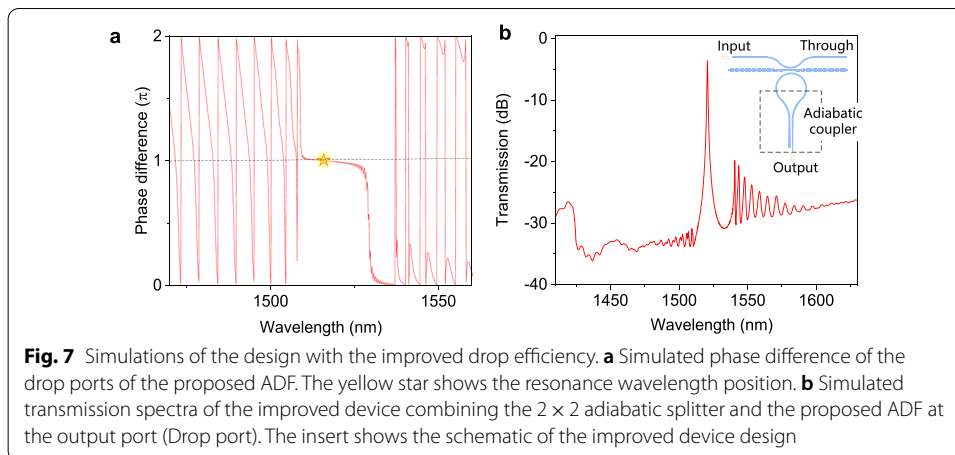 a
Phase difference (π)
2
1
0
1500
1550
Wavelength (nm)
b
Transmission (dB)
0
-10
-20
-30
-40
1450
1500
1550
1600
Wavelength (nm)
Input
Through
Adiabatic
coupler
Output
Fig. 7 Simulations of the design with the improved drop efficiency. a Simulated phase difference of the
drop ports of the proposed ADF. The yellow star shows the resonance wavelength position. b Simulated
transmission spectra of the improved device combining the 2 × 2 adiabatic splitter and the proposed ADF at
the output port (Drop port). The insert shows the schematic of the improved device design